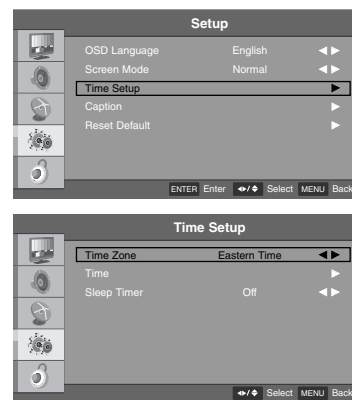 Setup
OSD Language English
Screen Mode Normal
Time Setup
Caption
Reset Default
ENTER Enter Select MENU Back
Time Setup
Time Zone Eastern Time
Time
Sleep Timer Off
Select MENU Back